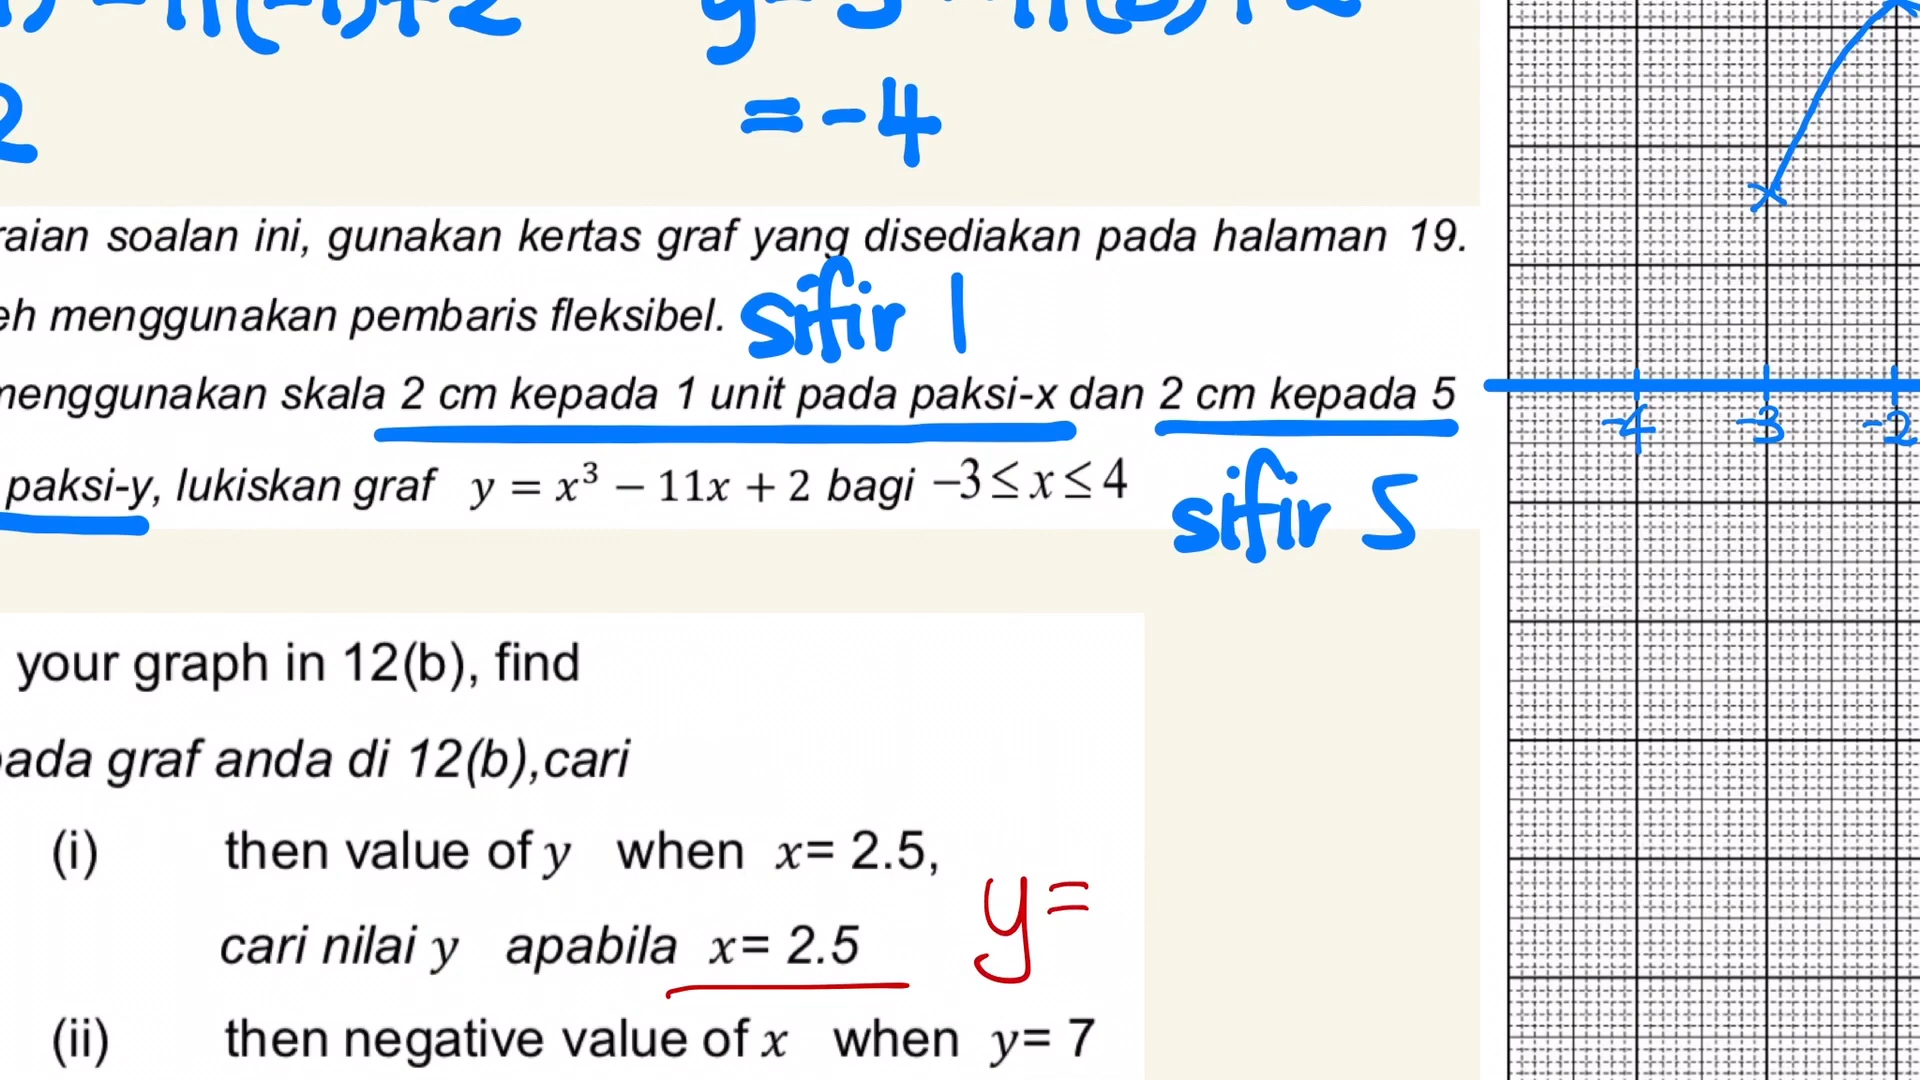 2
= -4
raian soalan ini, gunakan kertas graf yang disediakan pada halaman 19.
eh menggunakan pembaris fleksibel. sifir 1
menggunakan skala 2 cm kepada 1 unit pada paksi-x dan 2 cm kepada 5
paksi-y, lukiskan graf y = x³ − 11x + 2 bagi −3 ≤ x ≤ 4
sifir 5
-4 -3 -2
your graph in 12(b), find
pada graf anda di 12(b),cari
(i) then value of y when x= 2.5,
y=
cari nilai y apabila x= 2.5
(ii) then negative value of x when y= 7